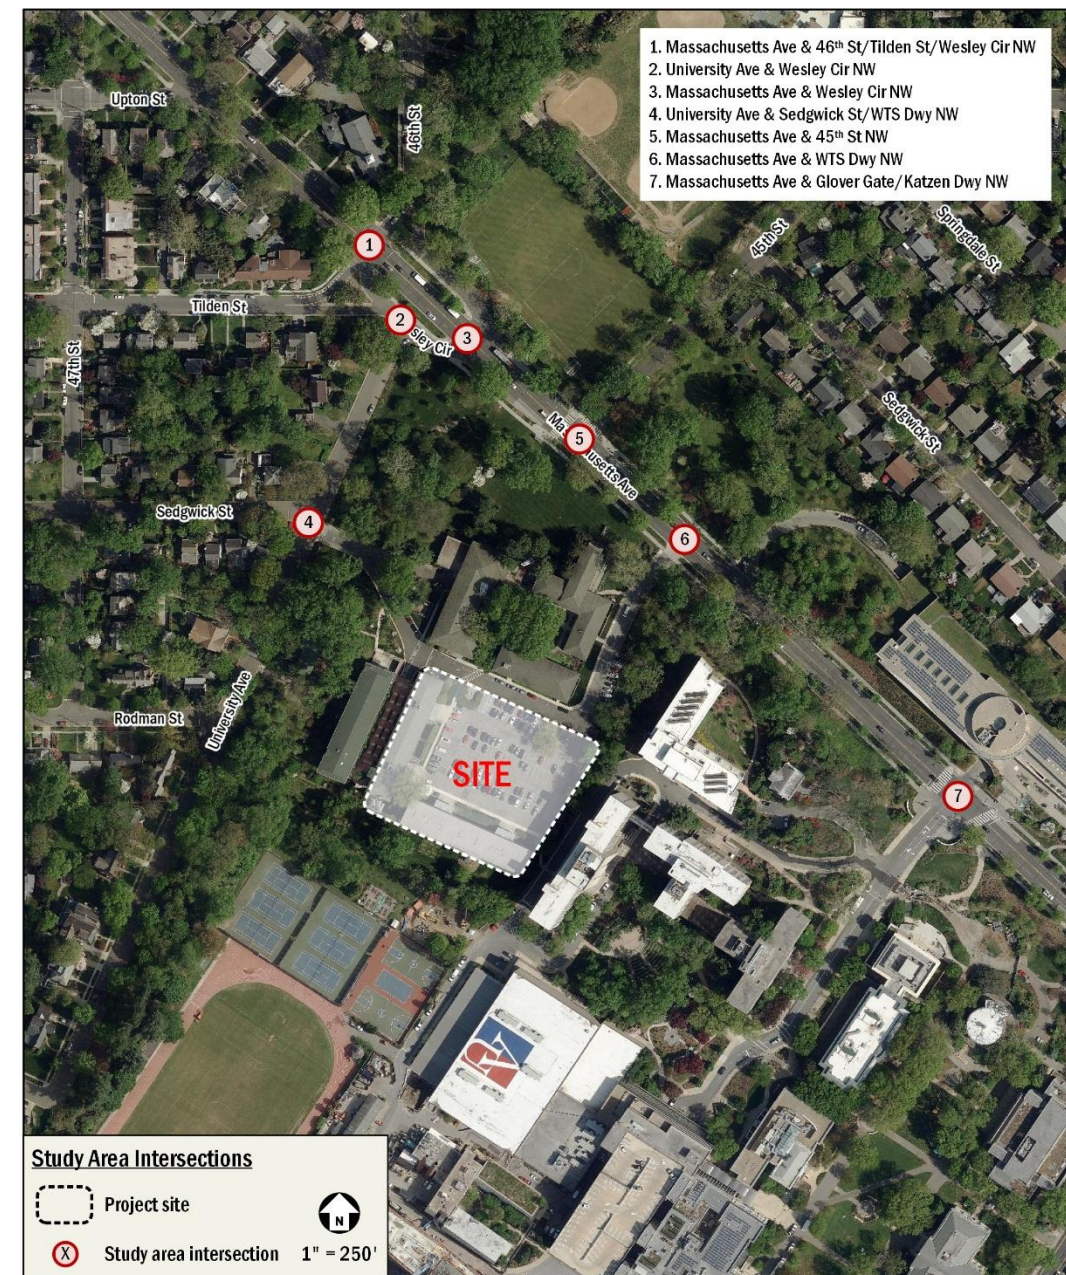 1. Massachusetts Ave & 46th St/Tilden St/Wesley Cir NW
2. University Ave & Wesley Cir NW
3. Massachusetts Ave & Wesley Cir NW
4. University Ave & Sedgwick St/WTS Dwy NW
5. Massachusetts Ave & 45th St NW
6. Massachusetts Ave & WTS Dwy NW
7. Massachusetts Ave & Glover Gate/Katzen Dwy NW
Upton St
46th St
45th St
Springdale St
1
Tilden St
2
sley Cir
3
47th St
Sedgwick St
Ma
5
usetts Ave
Sedgwick St
4
6
University Ave
Rodman St
SITE
7
Study Area Intersections
Project site
N
X
Study area intersection
1" = 250'